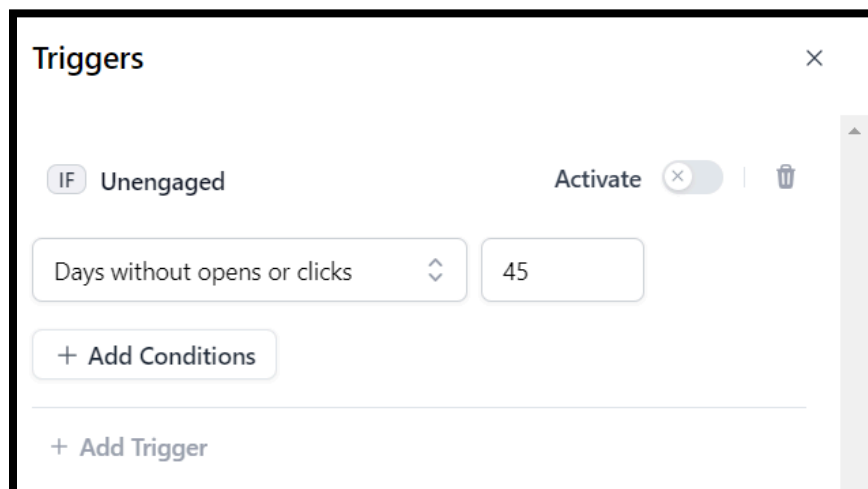 Triggers
IF Unengaged Activate
Days without opens or clicks 45
+ Add Conditions
+ Add Trigger